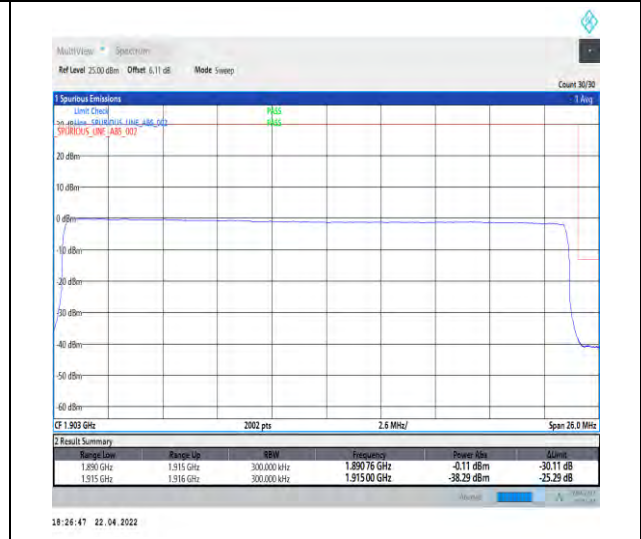 MultiView Spectrum
Ref Level 25.00 dBm Offset 6.11 dB Mode Sweep
Count 30/30
1 Spurious Emissions 1 Avg
Limit Check PASS
Line SPURIOUS_LINE_ABS_002 PASS
SPURIOUS_LINE_ABS_002
20 dBm
10 dBm
0 dBm
-10 dBm
-20 dBm
-30 dBm
-40 dBm
-50 dBm
-60 dBm
CF 1.903 GHz 2002 pts 2.6 MHz/ Span 26.0 MHz
2 Result Summary
Range Low Range Up RBW Frequency Power Abs ΔLimit
1.890 GHz 1.915 GHz 300.000 kHz 1.89076 GHz -0.11 dBm -30.11 dB
1.915 GHz 1.916 GHz 300.000 kHz 1.91500 GHz -38.29 dBm -25.29 dB
18:26:47 22.04.2022